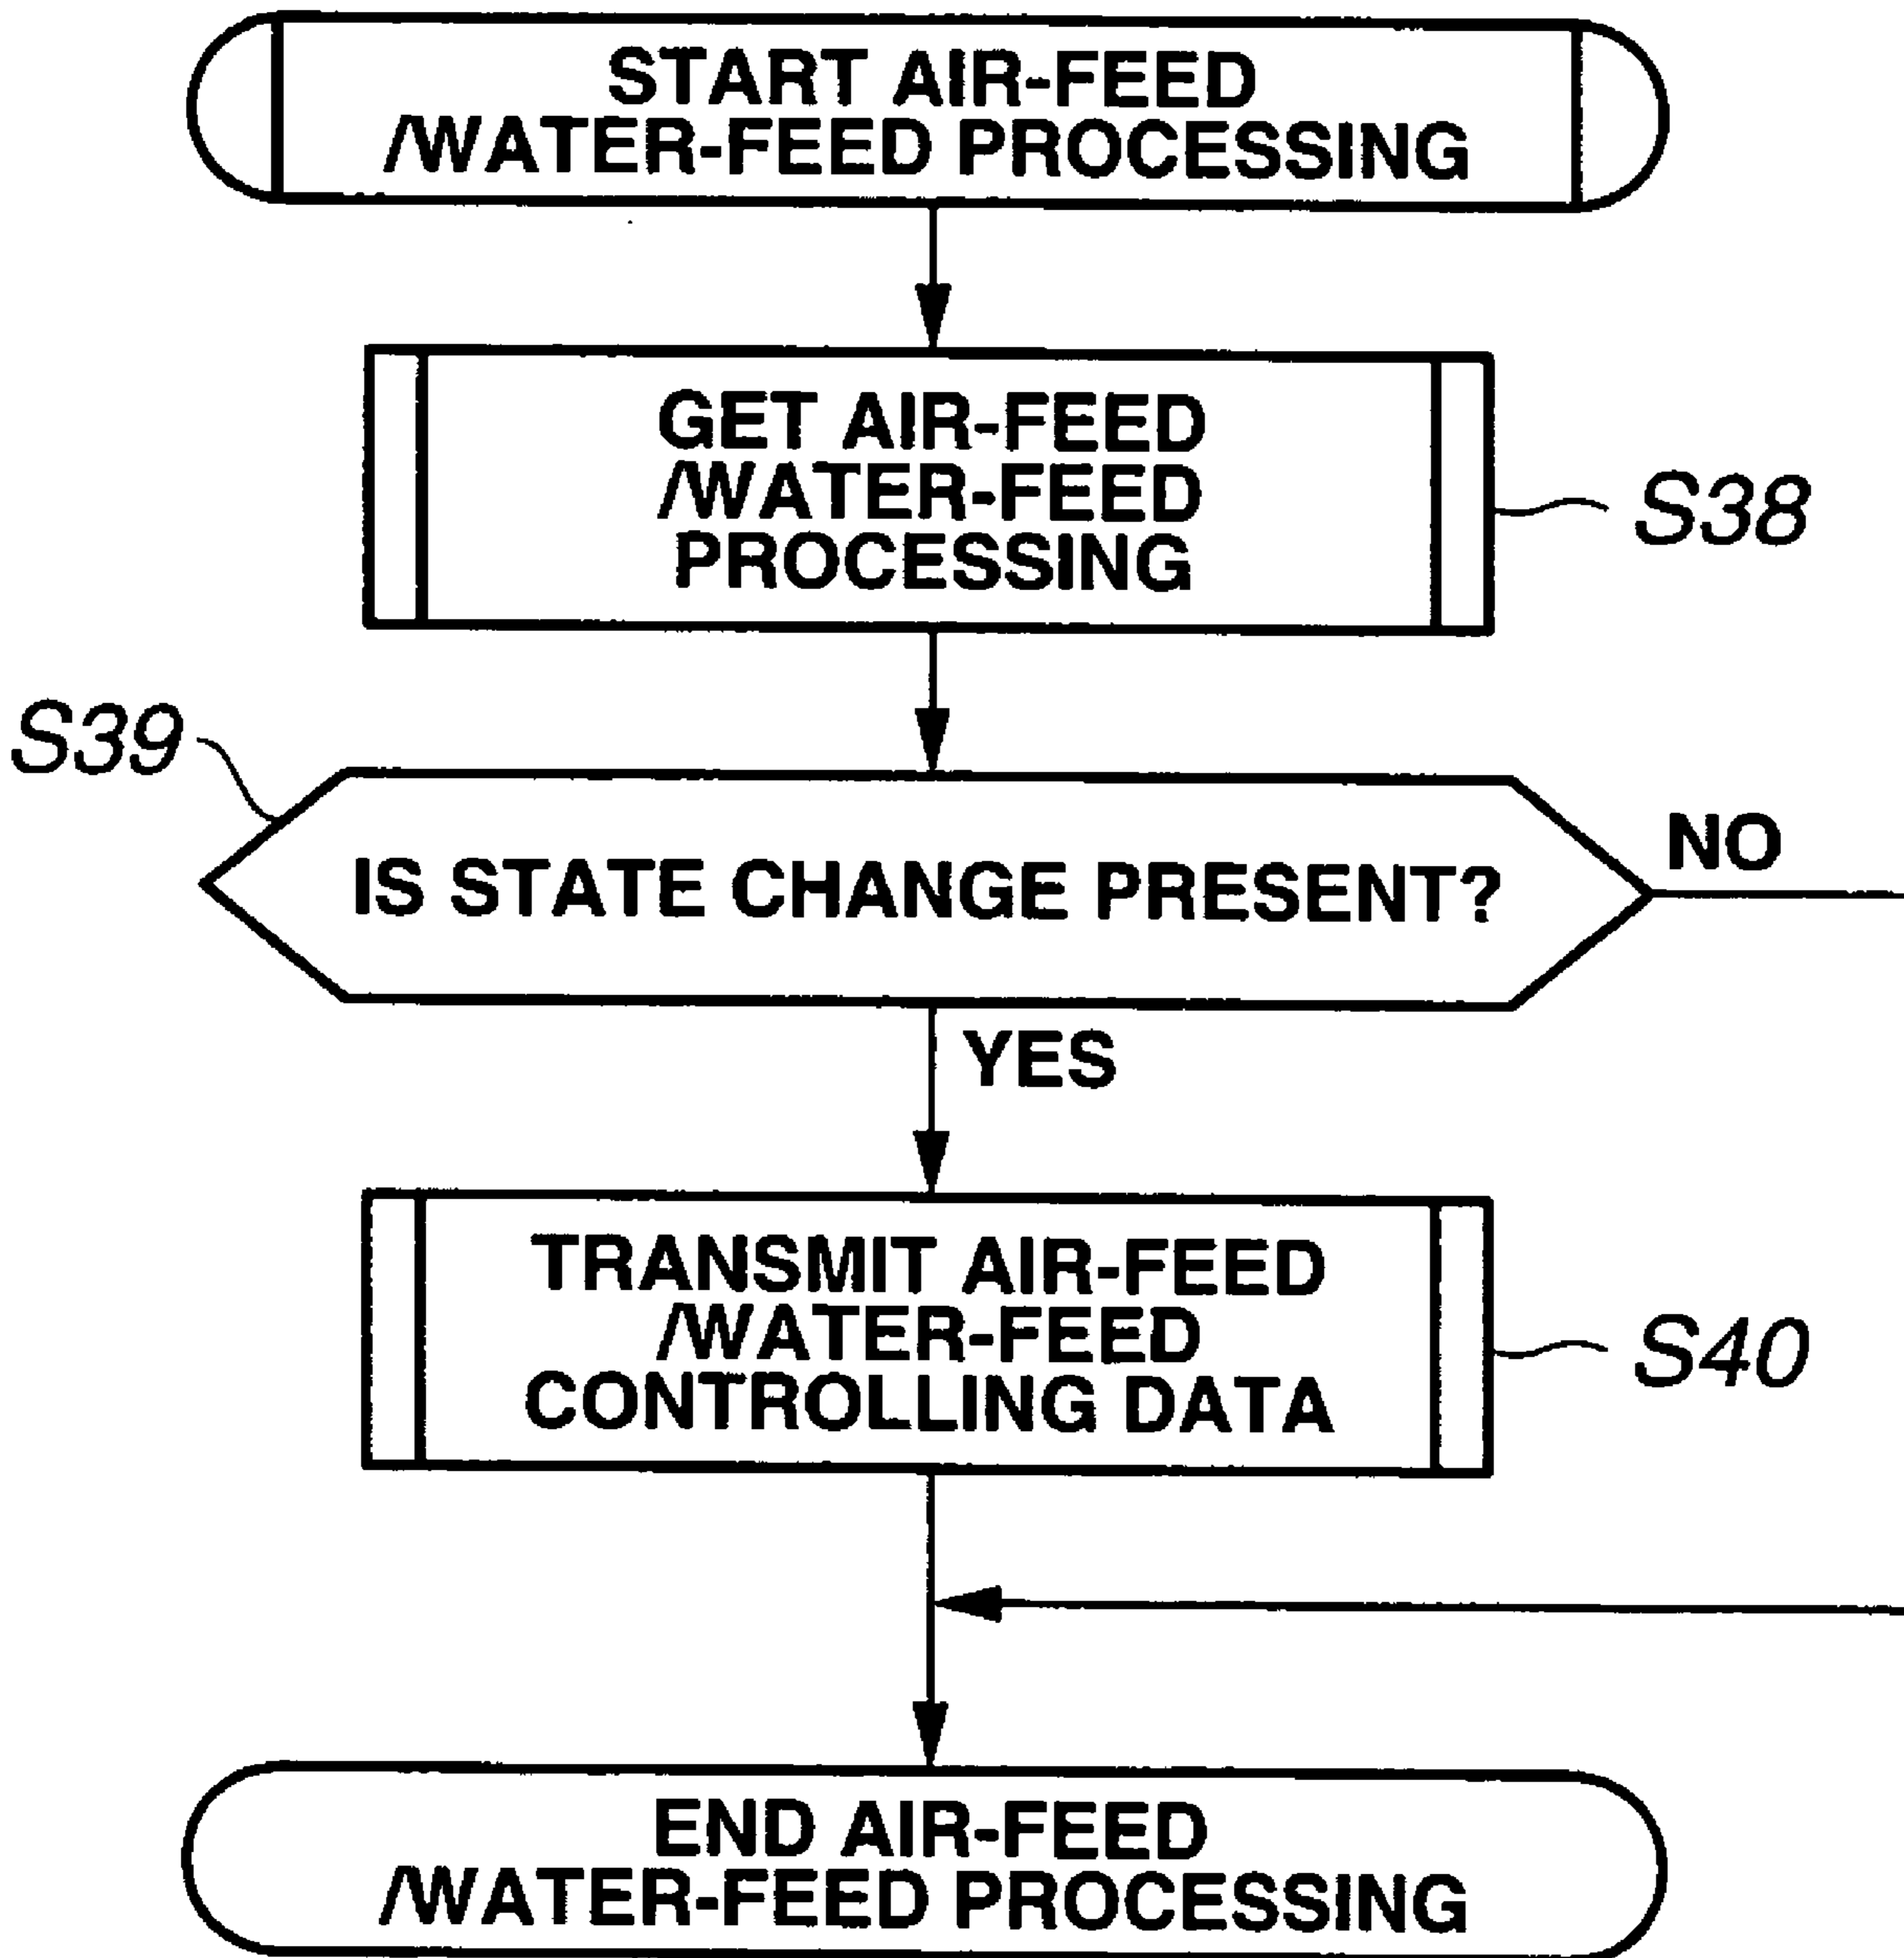 START AIR-FEED
/WATER-FEED PROCESSING
GET AIR-FEED
/WATER-FEED
PROCESSING
S38
S39
IS STATE CHANGE PRESENT?
NO
YES
TRANSMIT AIR-FEED
/WATER-FEED
CONTROLLING DATA
S40
END AIR-FEED
/WATER-FEED PROCESSING